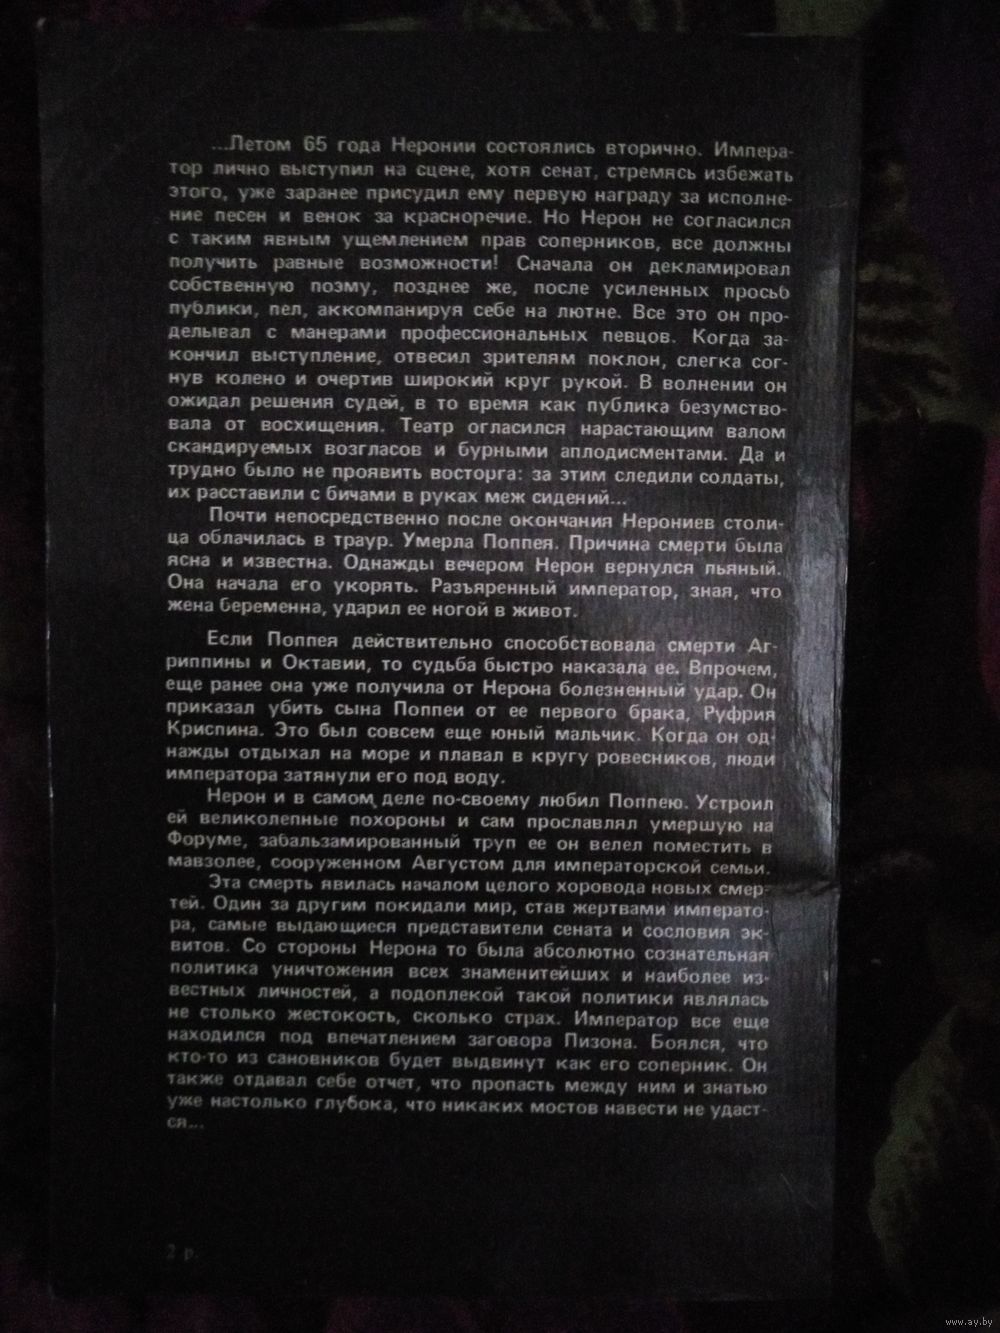 ...Летом 65 года Неронии состоялись вторично. Импера-
тор лично выступил на сцене, хотя сенат, стремясь избежать
этого, уже заранее присудил ему первую награду за исполне-
ние песен и венок за красноречие. Но Нерон не согласился
с таким явным ущемлением прав соперников, все должны
получить равные возможности! Сначала он декламировал
собственную поэму, позднее же, после усиленных просьб
публики, пел, аккомпанируя себе на лютне. Все это он про-
делывал с манерами профессиональных певцов. Когда за-
кончил выступление, отвесил зрителям поклон, слегка сог-
нув колено и очертив широкий круг рукой. В волнении он
ожидал решения судей, в то время как публика безумство-
вала от восхищения. Театр огласился нарастающим валом
скандируемых возгласов и бурными аплодисментами. Да и
трудно было не проявить восторга: за этим следили солдаты,
их расставили с бичами в руках меж сидений...
Почти непосредственно после окончания Нерониев столи-
ца облачилась в траур. Умерла Поппея. Причина смерти была
ясна и известна. Однажды вечером Нерон вернулся пьяный.
Она начала его укорять. Разъяренный император, зная, что
жена беременна, ударил ее ногой в живот.
Если Поппея действительно способствовала смерти Аг-
риппины и Октавии, то судьба быстро наказала ее. Впрочем,
еще ранее она уже получила от Нерона болезненный удар. Он
приказал убить сына Поппеи от ее первого брака, Руфрия
Криспина. Это был совсем еще юный мальчик. Когда он од-
нажды отдыхал на море и плавал в кругу ровесников, люди
императора затянули его под воду.
Нерон и в самом деле по-своему любил Поппею. Устроил
ей великолепные похороны и сам прославлял умершую на
Форуме, забальзамированный труп ее он велел поместить в
мавзолее, сооруженном Августом для императорской семьи.
Эта смерть явилась началом целого хоровода новых смер-
тей. Один за другим покидали мир, став жертвами императо-
ра, самые выдающиеся представители сената и сословия эк-
витов. Со стороны Нерона то была абсолютно сознательная
политика уничтожения всех знаменитейших и наиболее из-
вестных личностей, а подоплекой такой политики являлась
не столько жестокость, сколько страх. Император все еще
находился под впечатлением заговора Пизона. Боялся, что
кто-то из сановников будет выдвинут как его соперник. Он
также отдавал себе отчет, что пропасть между ним и знатью
уже настолько глубока, что никаких мостов навести не удаст-
ся...
2 р.
www.ay.by